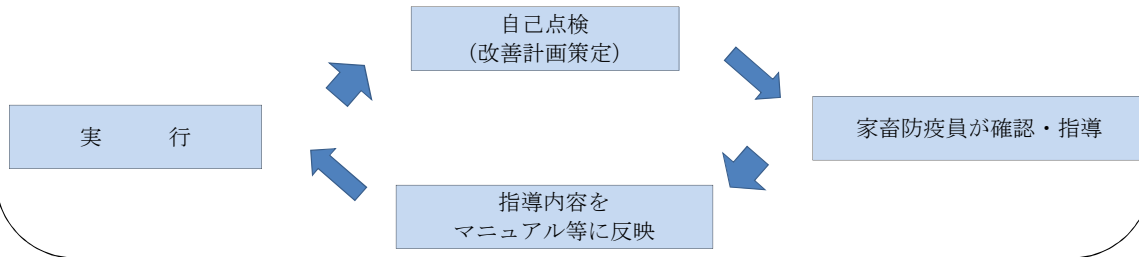 自己点検
(改善計画策定)
実　　　行
家畜防疫員が確認・指導
指導内容を
マニュアル等に反映